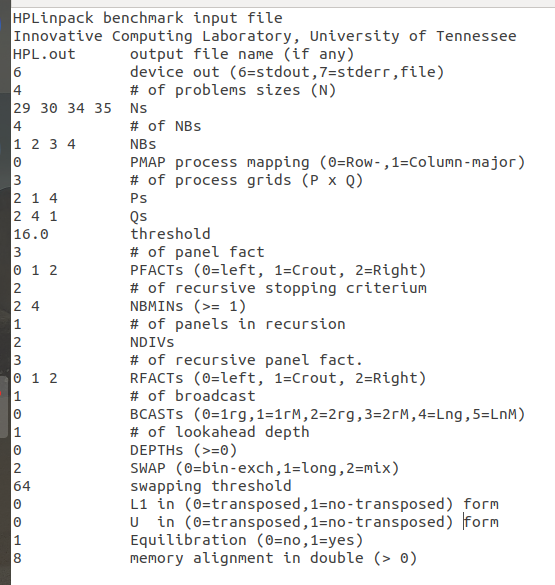 HPLinpack benchmark input file
Innovative Computing Laboratory, University of Tennessee
HPL.out      output file name (if any)
6            device out (6=stdout,7=stderr,file)
4            # of problems sizes (N)
29 30 34 35  Ns
4            # of NBs
1 2 3 4      NBs
0            PMAP process mapping (0=Row-,1=Column-major)
3            # of process grids (P x Q)
2 1 4        Ps
2 4 1        Qs
16.0         threshold
3            # of panel fact
0 1 2        PFACTs (0=left, 1=Crout, 2=Right)
2            # of recursive stopping criterium
2 4          NBMINs (>= 1)
1            # of panels in recursion
2            NDIVs
3            # of recursive panel fact.
0 1 2        RFACTs (0=left, 1=Crout, 2=Right)
1            # of broadcast
0            BCASTs (0=1rg,1=1rM,2=2rg,3=2rM,4=Lng,5=LnM)
1            # of lookahead depth
0            DEPTHs (>=0)
2            SWAP (0=bin-exch,1=long,2=mix)
64           swapping threshold
0            L1 in (0=transposed,1=no-transposed) form
0            U  in (0=transposed,1=no-transposed) form
1            Equilibration (0=no,1=yes)
8            memory alignment in double (> 0)